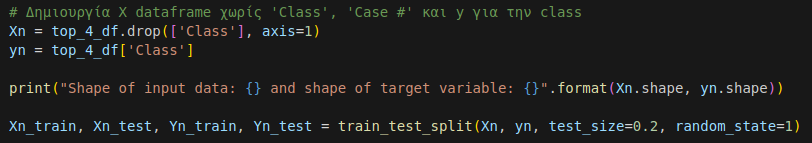 # Δημιουργία X dataframe χωρίς 'Class', 'Case #' και y για την class
Xn = top_4_df.drop(['Class'], axis=1)
yn = top_4_df['Class']
print("Shape of input data: {} and shape of target variable: {}".format(Xn.shape, yn.shape))
Xn_train, Xn_test, Yn_train, Yn_test = train_test_split(Xn, yn, test_size=0.2, random_state=1)